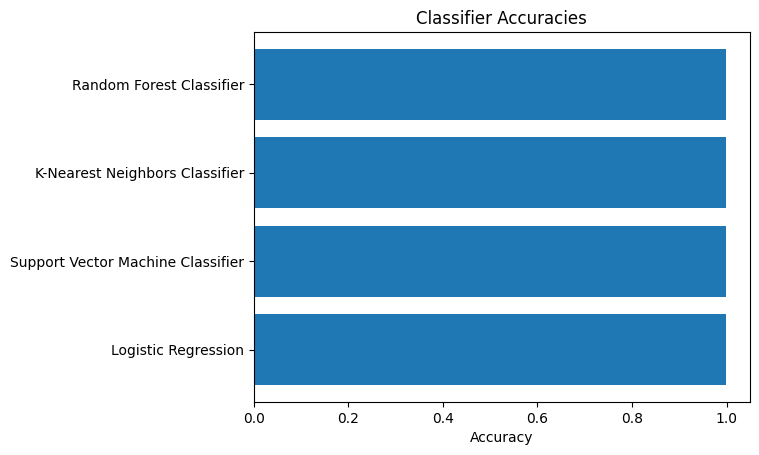 Classifier Accuracies
Random Forest Classifier
K-Nearest Neighbors Classifier
Support Vector Machine Classifier
Logistic Regression
0.0 0.2 0.4 0.6 0.8 1.0
Accuracy